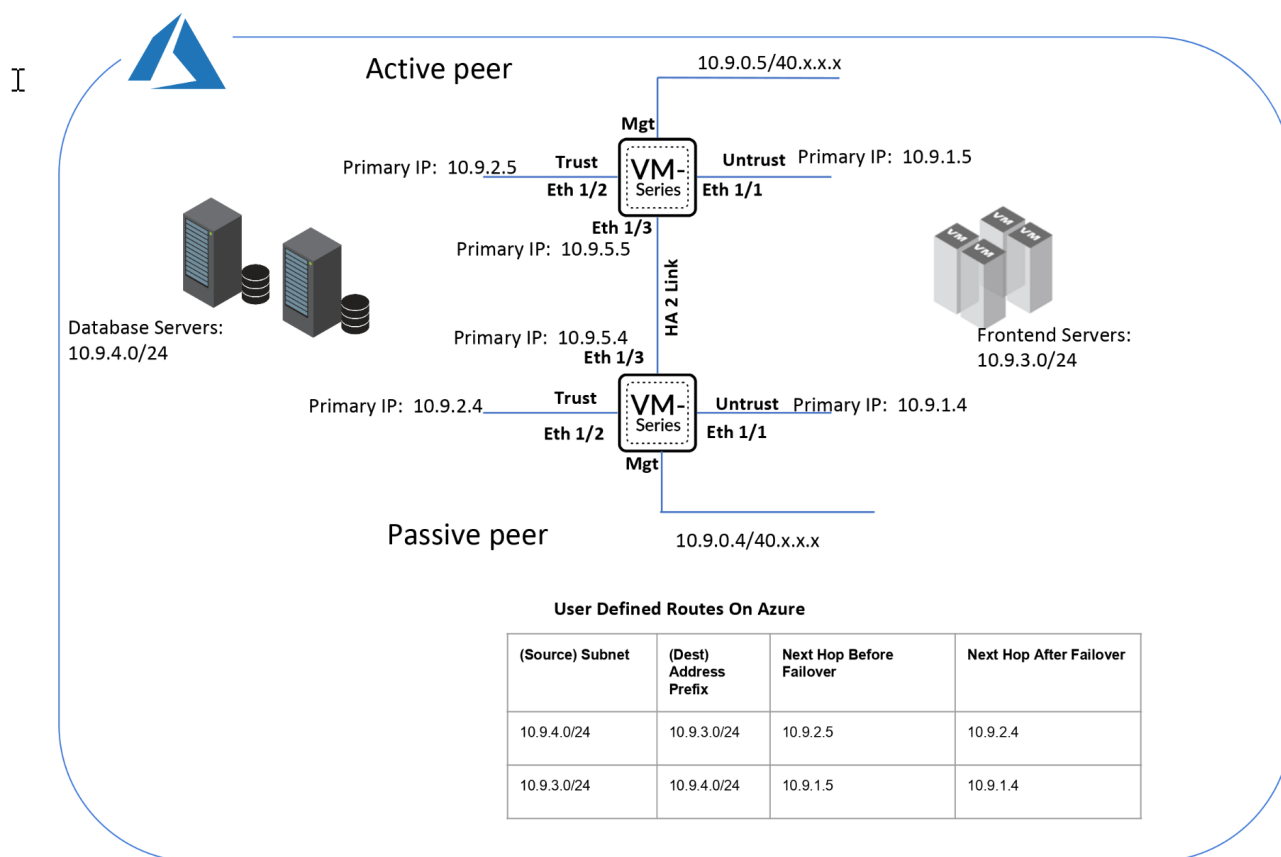 Active peer
10.9.0.5/40.x.x.x
Mgt
Primary IP: 10.9.2.5
Trust
Eth 1/2
VM-
Series
Untrust
Eth 1/1
Primary IP: 10.9.1.5
Eth 1/3
Primary IP: 10.9.5.5
HA 2 Link
VM
VM
VM
VM
Database Servers:
10.9.4.0/24
Frontend Servers:
10.9.3.0/24
Primary IP: 10.9.5.4
Eth 1/3
Primary IP: 10.9.2.4
Trust
Eth 1/2
VM-
Series
Untrust
Eth 1/1
Primary IP: 10.9.1.4
Mgt
Passive peer
10.9.0.4/40.x.x.x
User Defined Routes On Azure
(Source) Subnet
(Dest)
Address
Prefix
Next Hop Before
Failover
Next Hop After Failover
10.9.4.0/24
10.9.3.0/24
10.9.2.5
10.9.2.4
10.9.3.0/24
10.9.4.0/24
10.9.1.5
10.9.1.4